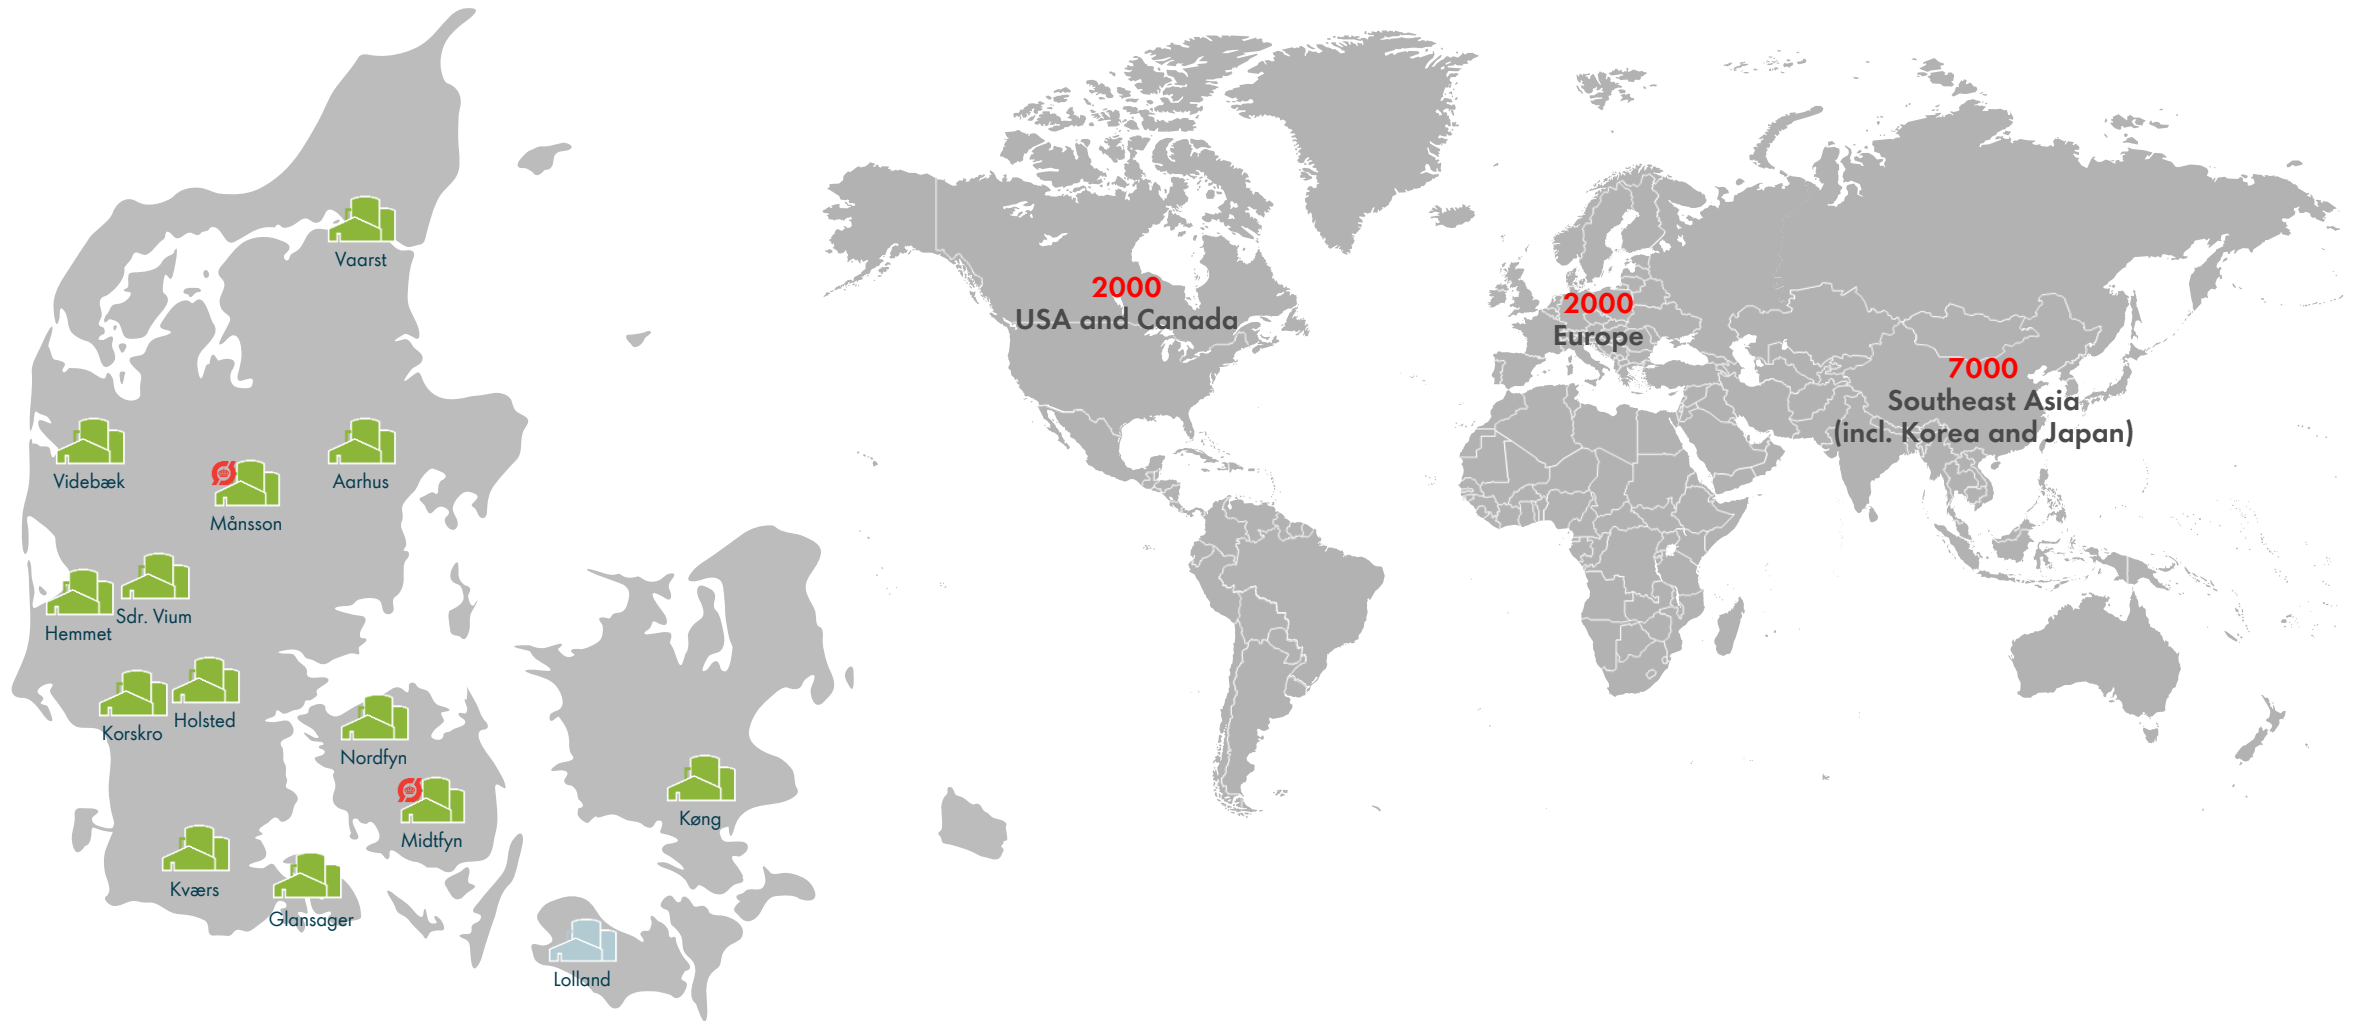 Vaarst
Videbæk
Aarhus
Månsson
Sdr. Vium
Hemmet
Holsted
Korskro
Nordfyn
Køng
Midtfyn
Kværs
Glansager
Lolland
2000
USA and Canada
2000
Europe
7000
Southeast Asia
(incl. Korea and Japan)